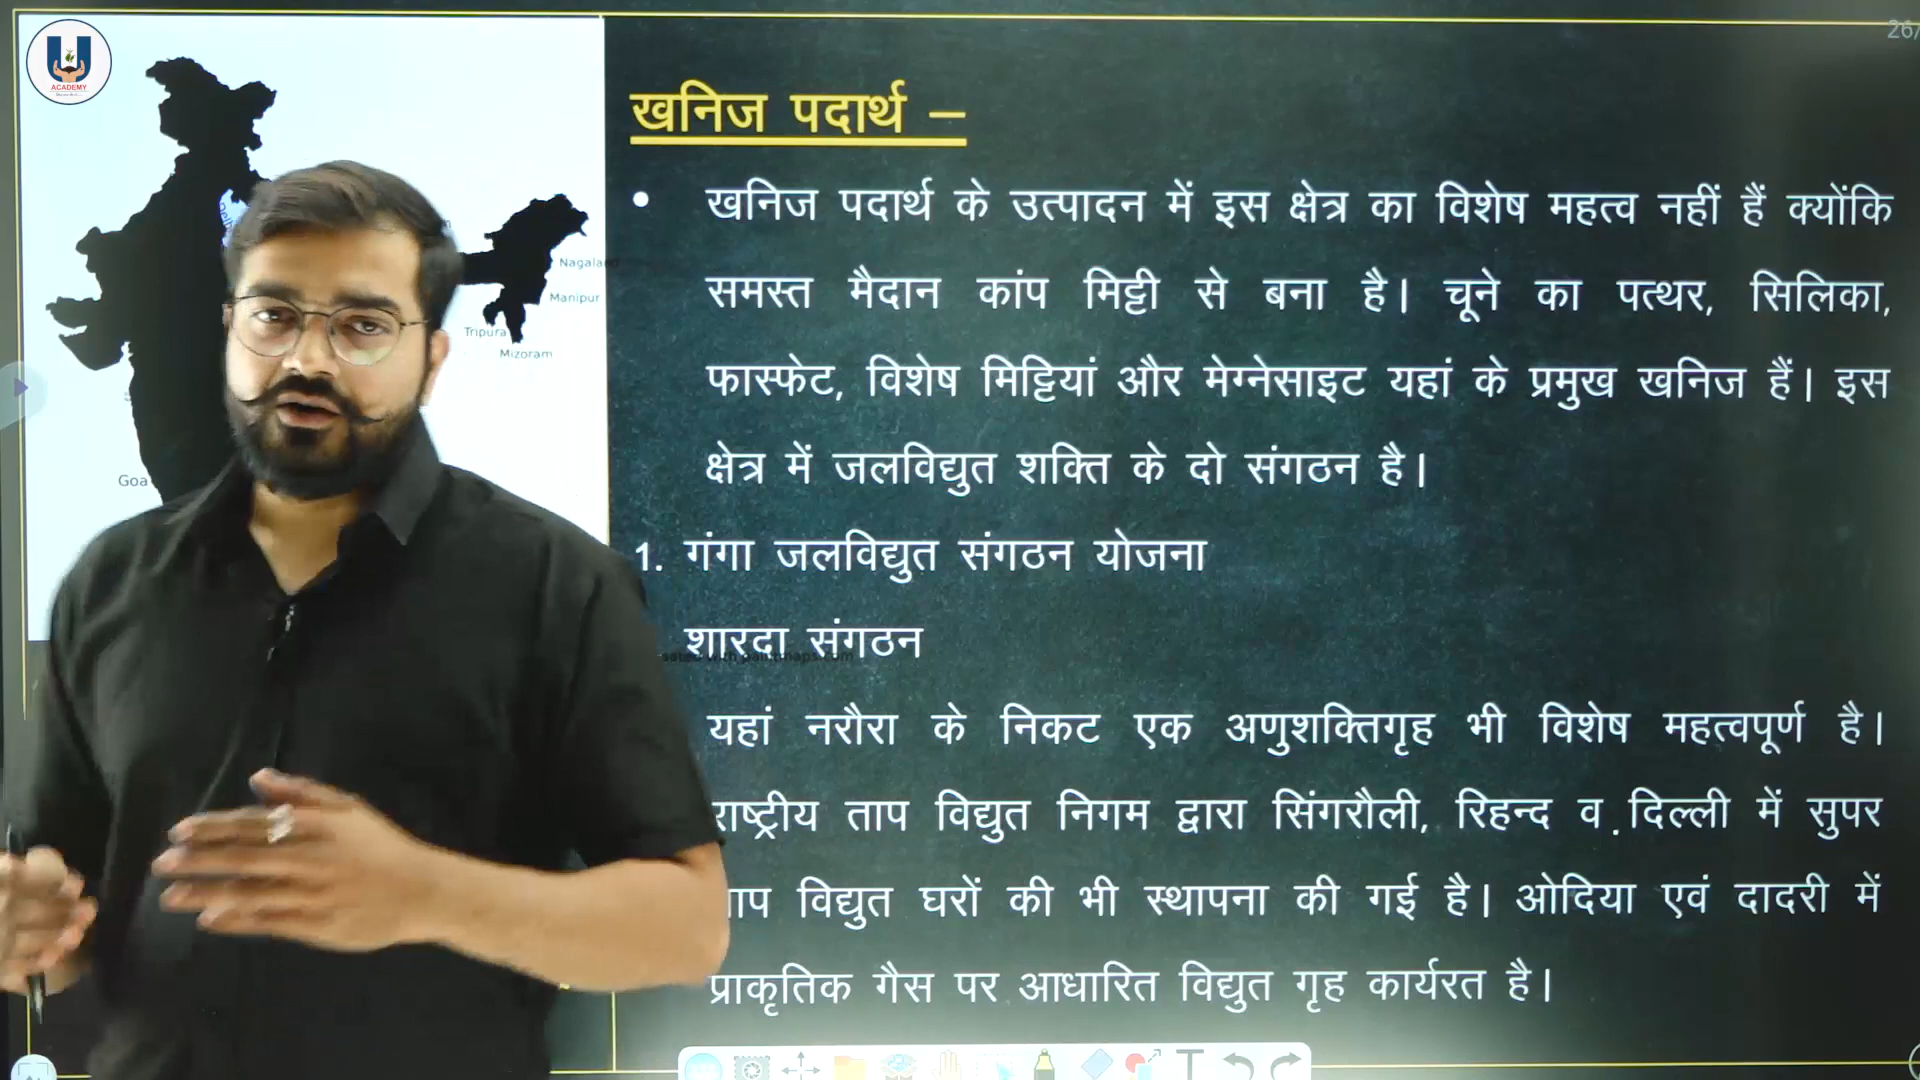 U
ACADEMY
26/
खनिज पदार्थ –
• खनिज पदार्थ के उत्पादन में इस क्षेत्र का विशेष महत्व नहीं हैं क्योंकि
समस्त मैदान कांप मिट्टी से बना है। चूने का पत्थर, सिलिका,
फास्फेट, विशेष मिट्टियां और मेग्नेसाइट यहां के प्रमुख खनिज हैं। इस
क्षेत्र में जलविद्युत शक्ति के दो संगठन है।
1. गंगा जलविद्युत संगठन योजना
शारदा संगठन
यहां नरौरा के निकट एक अणुशक्तिगृह भी विशेष महत्वपूर्ण है।
राष्ट्रीय ताप विद्युत निगम द्वारा सिंगरौली, रिहन्द व दिल्ली में सुपर
विद्युत घरों की भी स्थापना की गई है। ओदिया एवं दादरी में
प्राकृतिक गैस पर आधारित विद्युत गृह कार्यरत है।
Nagaland
Manipur
Tripura
Mizoram
Goa